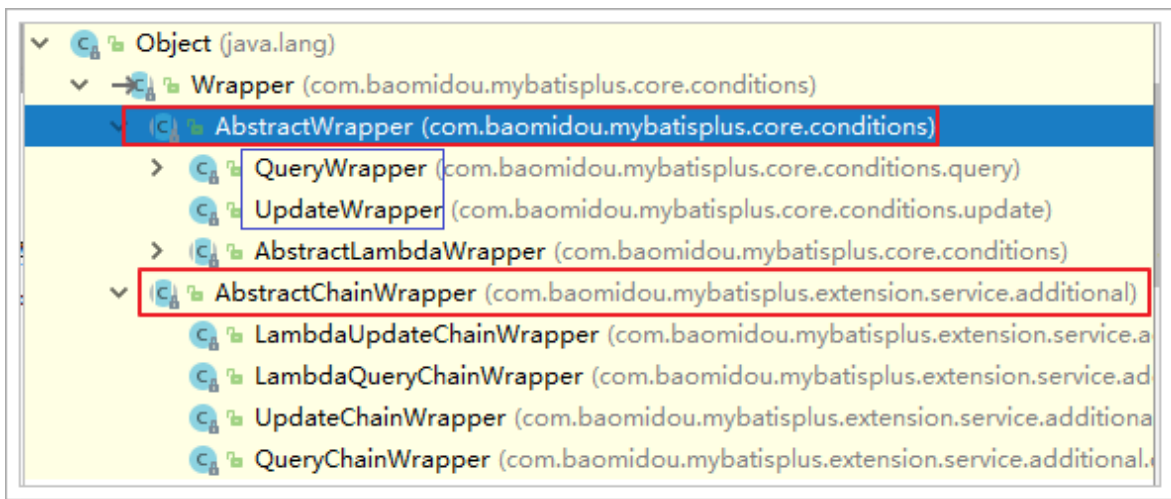 Object (java.lang)
Wrapper (com.baomidou.mybatisplus.core.conditions)
AbstractWrapper (com.baomidou.mybatisplus.core.conditions)
QueryWrapper (com.baomidou.mybatisplus.core.conditions.query)
UpdateWrapper (com.baomidou.mybatisplus.core.conditions.update)
AbstractLambdaWrapper (com.baomidou.mybatisplus.core.conditions)
AbstractChainWrapper (com.baomidou.mybatisplus.extension.service.additional)
LambdaUpdateChainWrapper (com.baomidou.mybatisplus.extension.service.a
LambdaQueryChainWrapper (com.baomidou.mybatisplus.extension.service.ad
UpdateChainWrapper (com.baomidou.mybatisplus.extension.service.additiona
QueryChainWrapper (com.baomidou.mybatisplus.extension.service.additional.